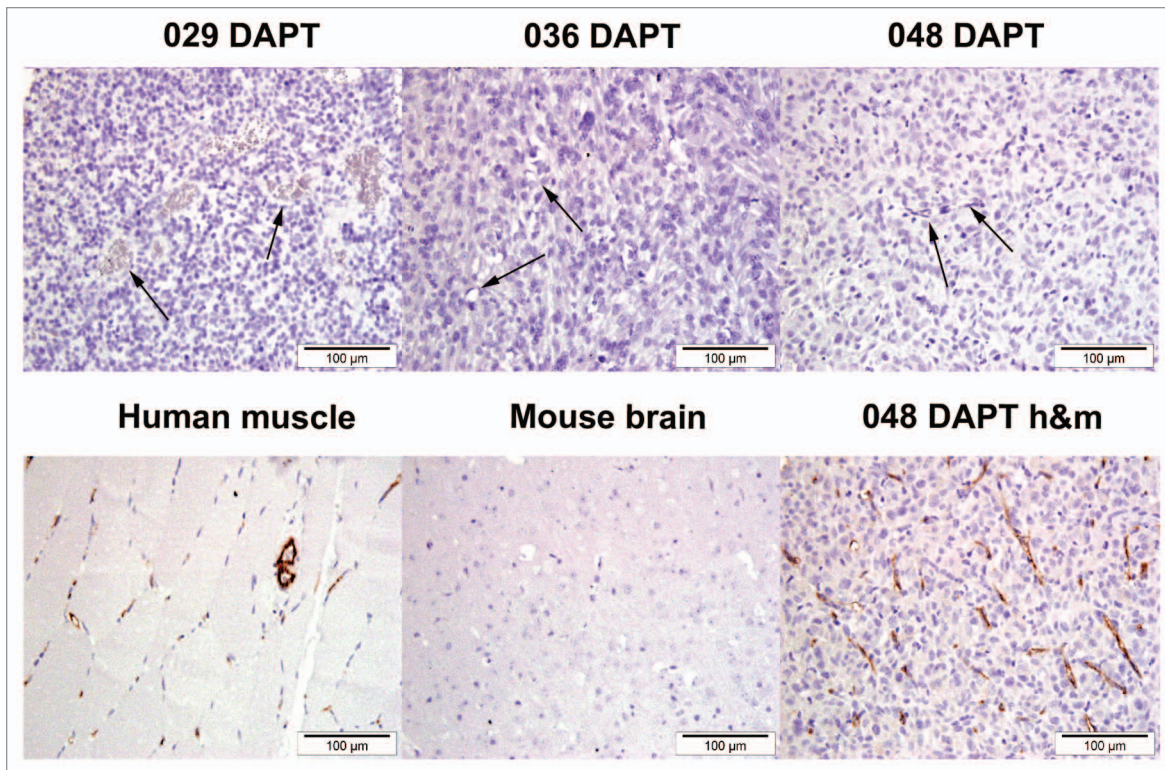 029 DAPT
036 DAPT
048 DAPT
100 µm
100 µm
100 µm
Human muscle
Mouse brain
048 DAPT h&m
100 µm
100 µm
100 µm